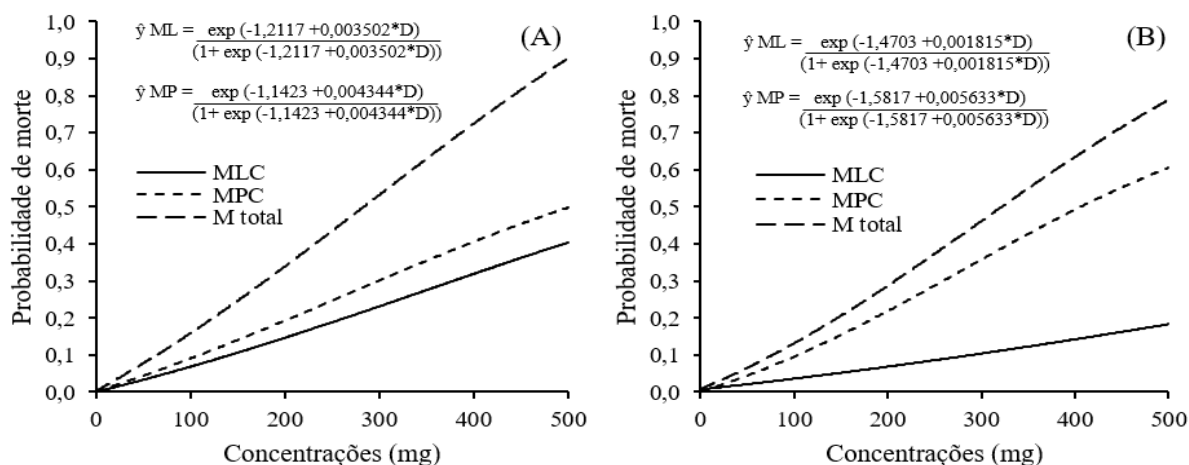 (A)
ŷ ML = exp (-1,2117 +0,003502*D)
(1+ exp (-1,2117 +0,003502*D))
ŷ MP = exp (-1,1423 +0,004344*D)
(1+ exp (-1,1423 +0,004344*D))
MLC
MPC
M total
Probabilidade de morte
1,0
0,9
0,8
0,7
0,6
0,5
0,4
0,3
0,2
0,1
0,0
0 100 200 300 400 500
Concentrações (mg)
(B)
ŷ ML = exp (-1,4703 +0,001815*D)
(1+ exp (-1,4703 +0,001815*D))
ŷ MP = exp (-1,5817 +0,005633*D)
(1+ exp (-1,5817 +0,005633*D))
MLC
MPC
M total
Probabilidade de morte
1,0
0,9
0,8
0,7
0,6
0,5
0,4
0,3
0,2
0,1
0,0
0 100 200 300 400 500
Concentrações (mg)